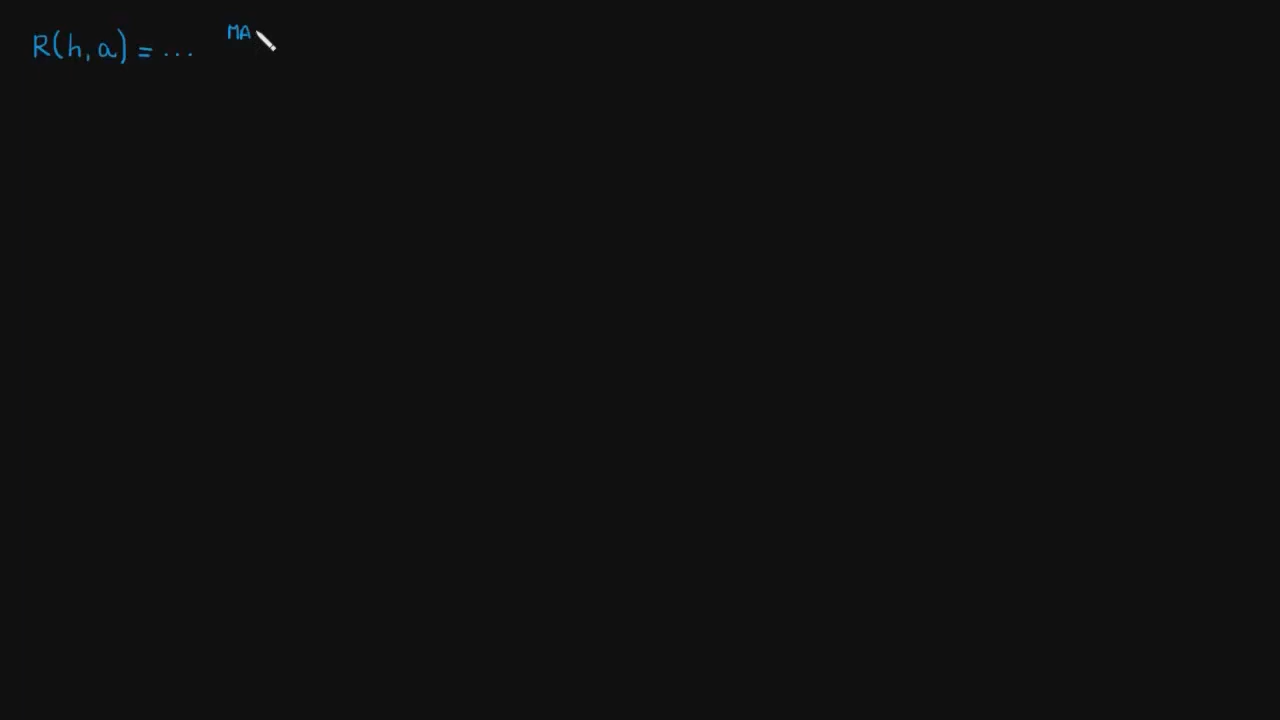 R(h, a) = ... MA